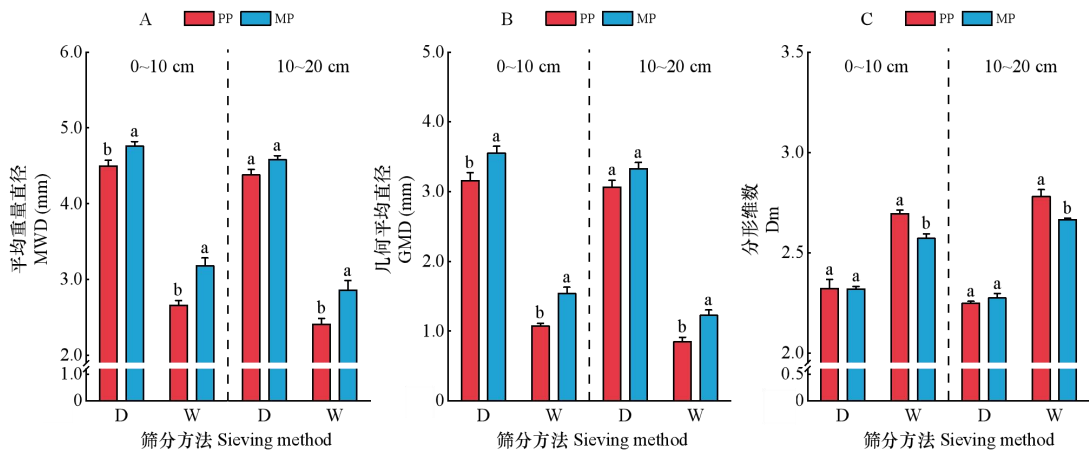 A
PP MP
6.0
5.0
4.0
3.0
2.0
1.0
0
0~10 cm
10~20 cm
b a
b a
a a
b a
D W D W
平均重量直径
MWD (mm)
筛分方法 Sieving method
B
PP MP
5.0
4.0
3.0
2.0
1.0
0
0~10 cm
10~20 cm
b a
b a
a a
b a
D W D W
几何平均直径
GMD (mm)
筛分方法 Sieving method
C
PP MP
3.5
3.0
2.5
2.0
0.5
0
0~10 cm
10~20 cm
a a
a b
a a
a b
D W D W
分形维数
Dm
筛分方法 Sieving method